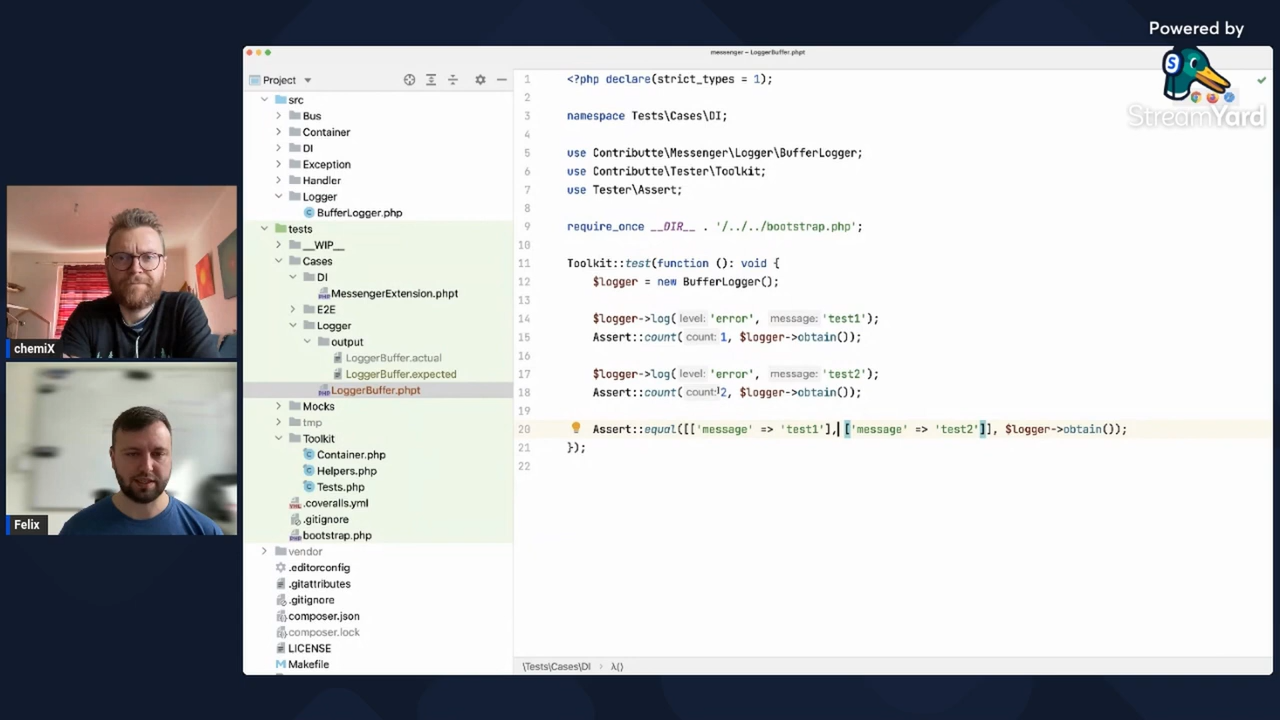 Powered by
StreamYard
chemiX
Felix
messenger – LoggerBuffer.phpt
Project
src
Bus
Container
DI
Exception
Handler
Logger
BufferLogger.php
tests
__WIP__
Cases
DI
MessengerExtension.phpt
E2E
Logger
output
LoggerBuffer.actual
LoggerBuffer.expected
LoggerBuffer.phpt
Mocks
tmp
Toolkit
Container.php
Helpers.php
Tests.php
.coveralls.yml
.gitignore
bootstrap.php
vendor
.editorconfig
.gitattributes
.gitignore
composer.json
composer.lock
LICENSE
Makefile
1 <?php declare(strict_types = 1);
2
3 namespace Tests\Cases\DI;
4
5 use Contributte\Messenger\Logger\BufferLogger;
6 use Contributte\Tester\Toolkit;
7 use Tester\Assert;
8
9 require_once __DIR__ . '/../../bootstrap.php';
10
11 Toolkit::test(function (): void {
12 $logger = new BufferLogger();
13
14 $logger->log( level: 'error', message: 'test1');
15 Assert::count( count: 1, $logger->obtain());
16
17 $logger->log( level: 'error', message: 'test2');
18 Assert::count( count: 2, $logger->obtain());
19
20 Assert::equal([['message' => 'test1'], ['message' => 'test2']], $logger->obtain());
21 });
22
\Tests\Cases\DI › λ()